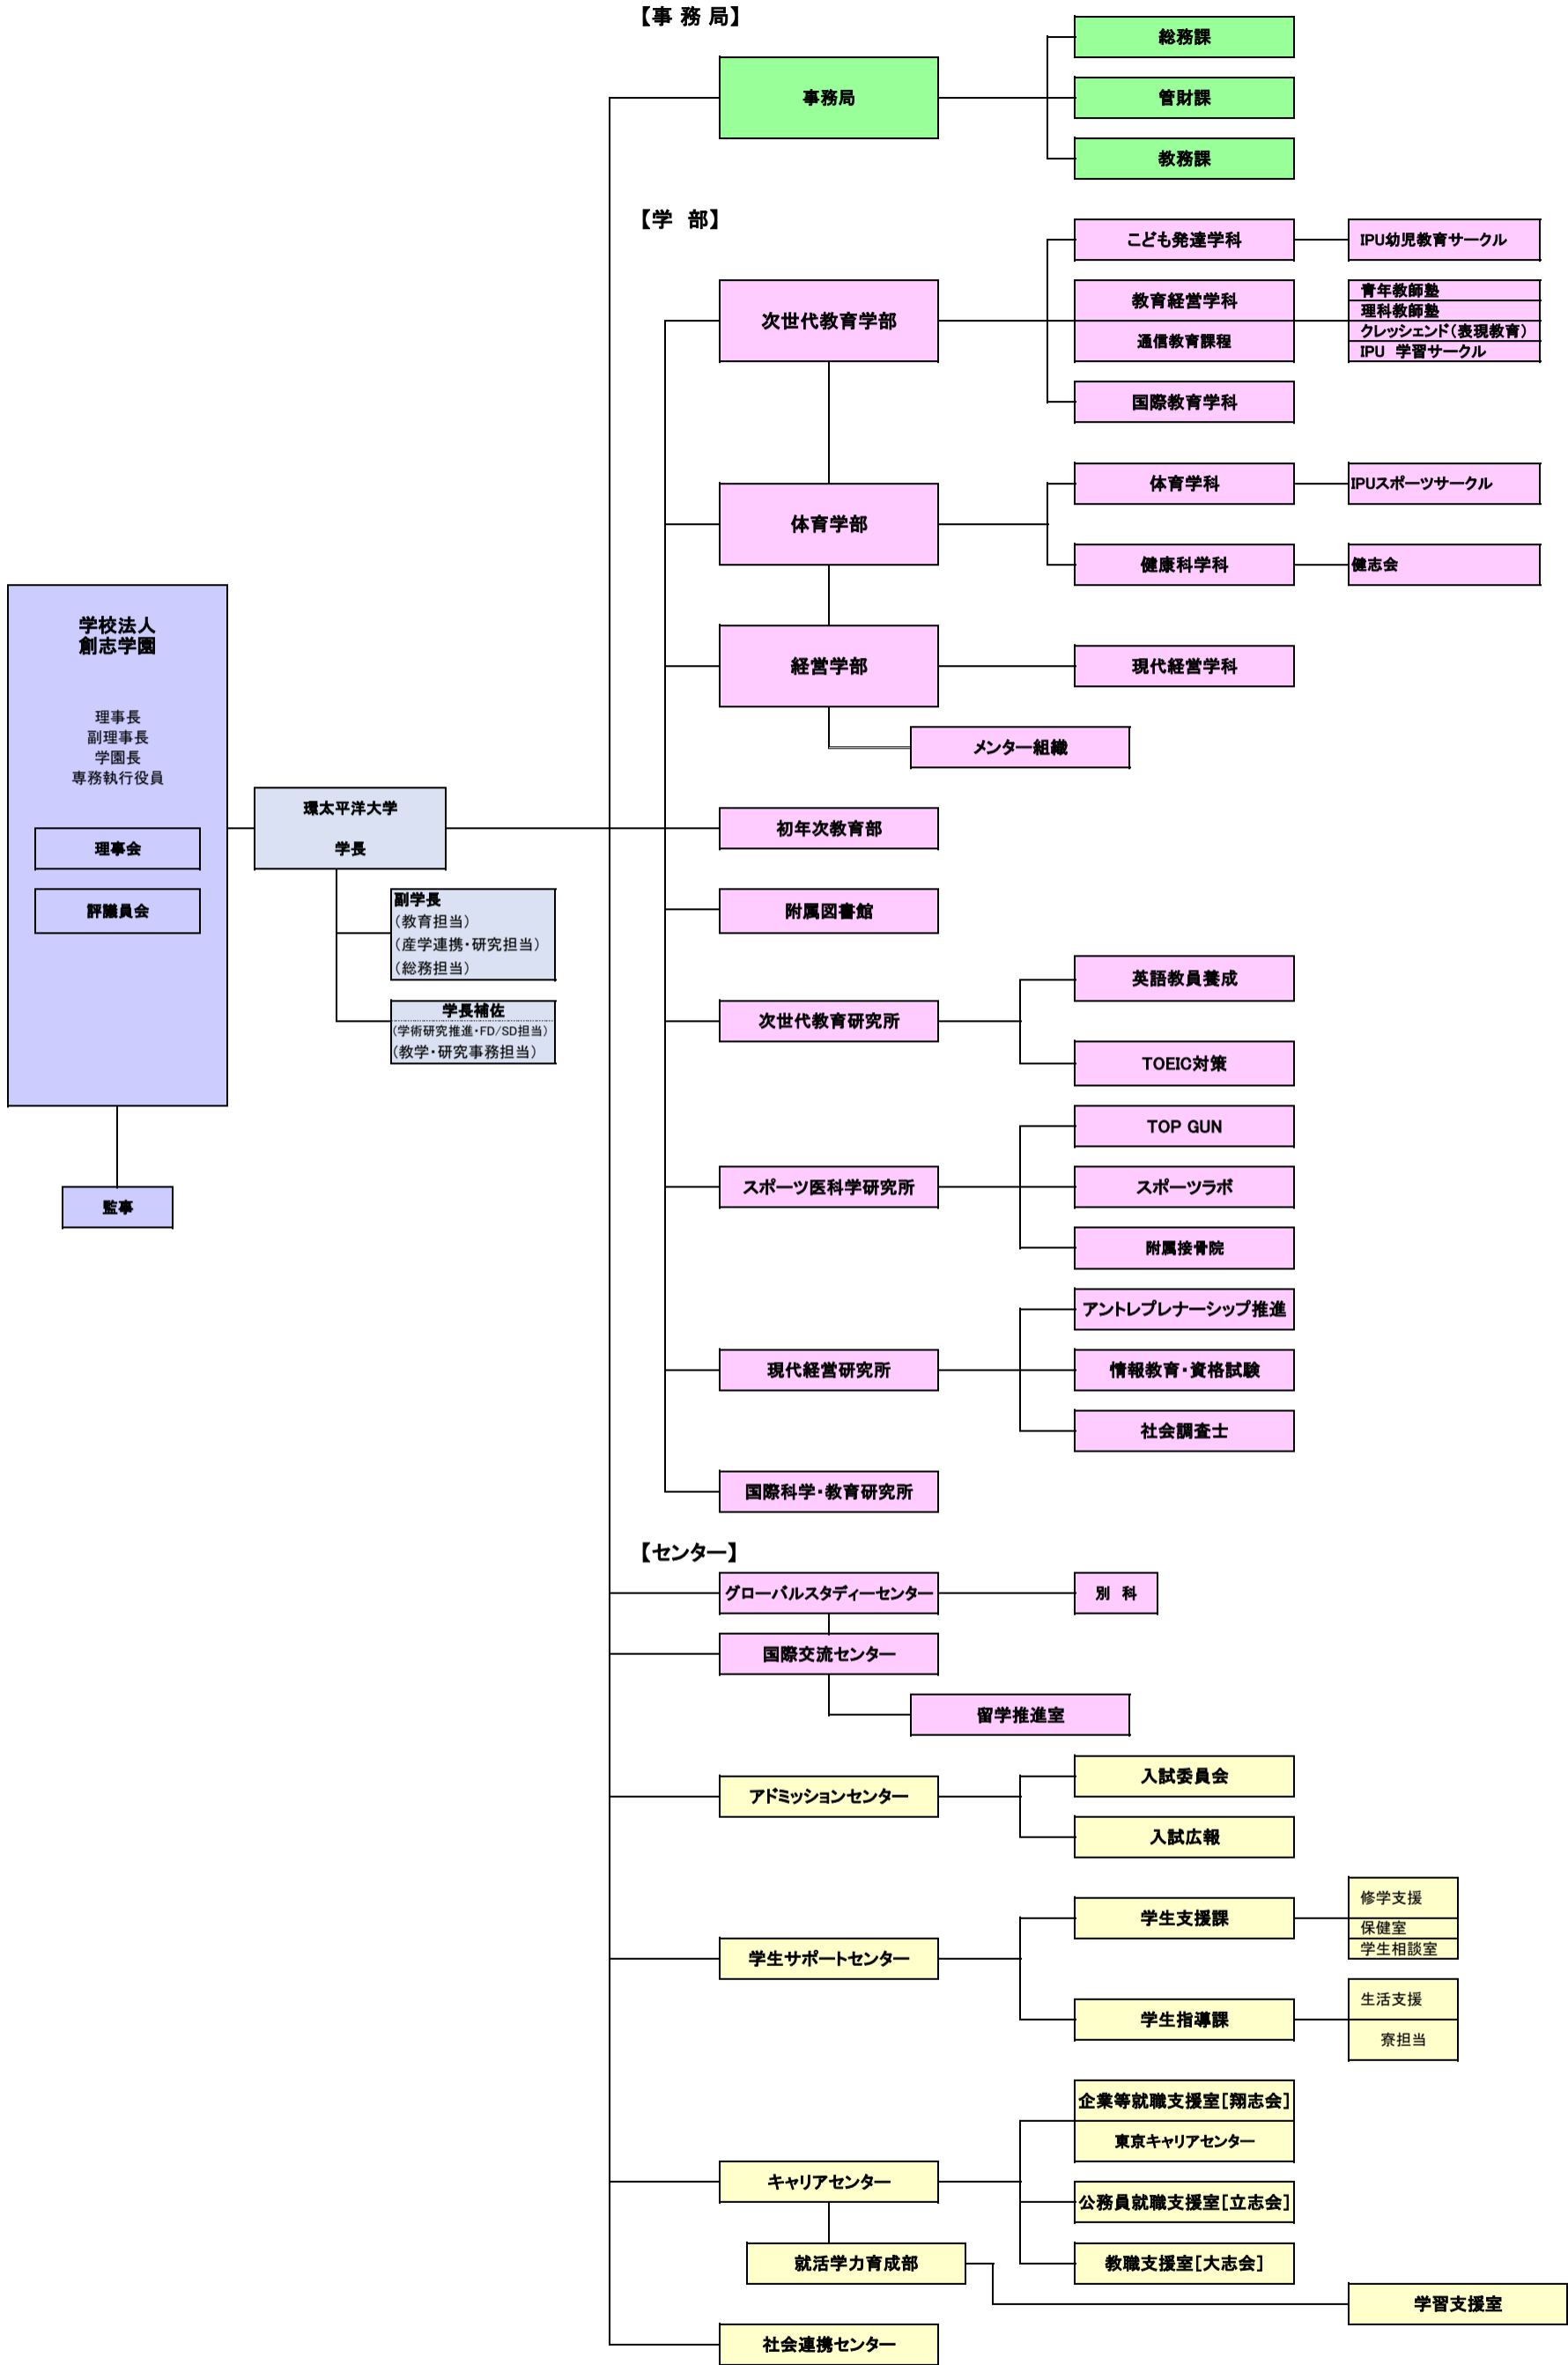 【事 務 局】
総務課
事務局
管財課
教務課
【学　部】
こども発達学科
IPU幼児教育サークル
次世代教育学部
教育経営学科
通信教育課程
青年教師塾
理科教師塾
クレッシェンド（表現教育）
IPU 学習サークル
国際教育学科
体育学部
体育学科
IPUスポーツサークル
健康科学科
健志会
経営学部
現代経営学科
メンター組織
学校法人
創志学園
理事長
副理事長
学園長
専務執行役員
理事会
評議員会
監事
環太平洋大学
学長
副学長
（教育担当）
（産学連携・研究担当）
（総務担当）
学長補佐
（学術研究推進・FD/SD担当）
（教学・研究事務担当）
初年次教育部
附属図書館
次世代教育研究所
英語教員養成
TOEIC対策
スポーツ医科学研究所
TOP GUN
スポーツラボ
附属接骨院
現代経営研究所
アントレプレナーシップ推進
情報教育・資格試験
社会調査士
国際科学・教育研究所
【センター】
グローバルスタディーセンター
別　科
国際交流センター
留学推進室
アドミッションセンター
入試委員会
入試広報
学生サポートセンター
学生支援課
修学支援
保健室
学生相談室
学生指導課
生活支援
寮担当
キャリアセンター
企業等就職支援室［翔志会］
東京キャリアセンター
公務員就職支援室［立志会］
教職支援室［大志会］
就活学力育成部
学習支援室
社会連携センター